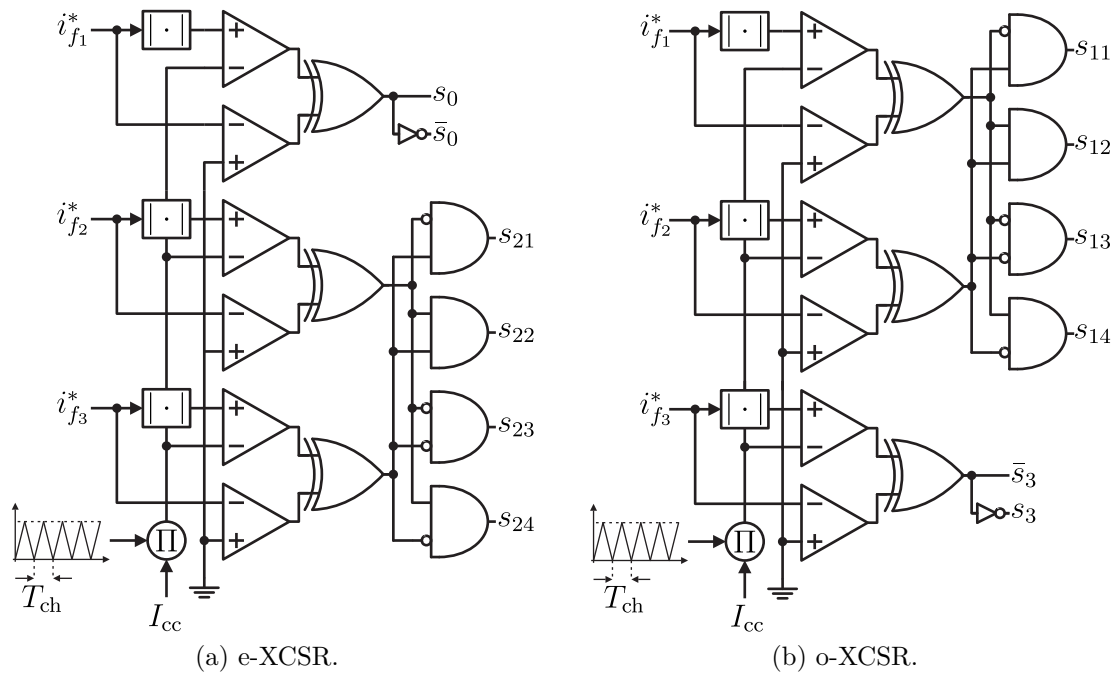 i*f1
s0
s̄0
i*f2
s21
s22
i*f3
s23
s24
Π
Tch
Icc
(a) e-XCSR.
i*f1
s11
s12
i*f2
s13
s14
i*f3
s̄3
s3
Π
Tch
Icc
(b) o-XCSR.